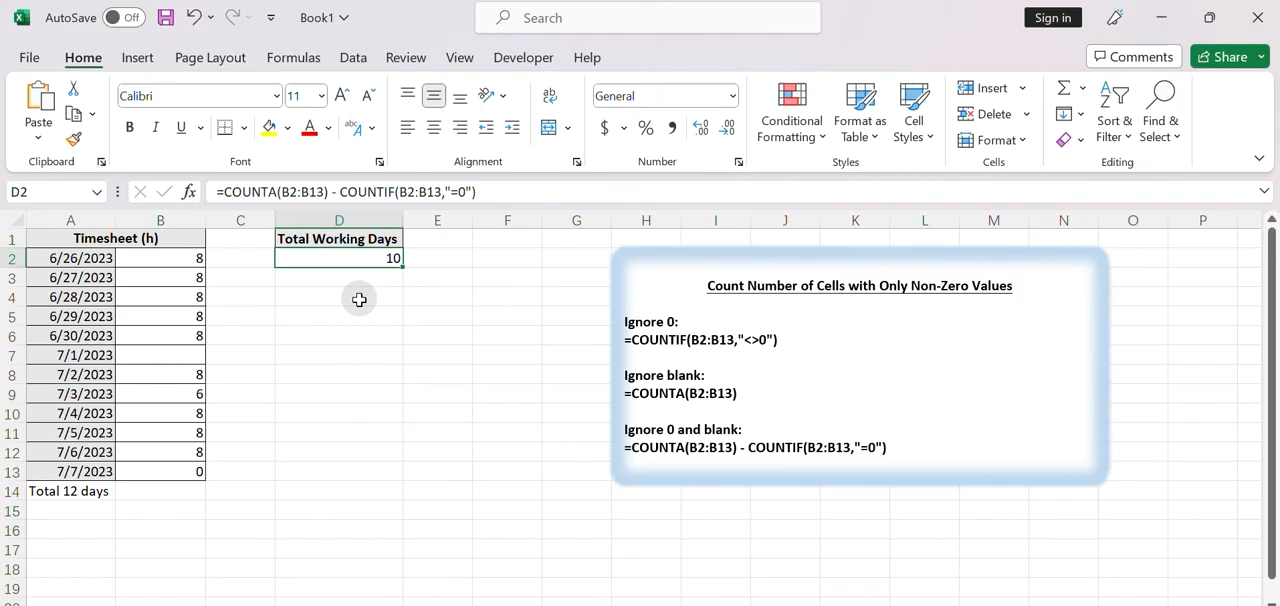 AutoSave Off Book1 Search Sign in
File Home Insert Page Layout Formulas Data Review View Developer Help Comments Share
Paste Calibri 11 General Conditional Formatting Format as Table Cell Styles Insert Delete Format Sort & Filter Find & Select
Clipboard Font Alignment Number Styles Cells Editing
D2 fx =COUNTA(B2:B13) - COUNTIF(B2:B13,"=0")
A B C D E F G H I J K L M N O P
1 Timesheet (h) Total Working Days
2 6/26/2023 8 10
3 6/27/2023 8
4 6/28/2023 8
5 6/29/2023 8
6 6/30/2023 8
7 7/1/2023
8 7/2/2023 8
9 7/3/2023 6
10 7/4/2023 8
11 7/5/2023 8
12 7/6/2023 8
13 7/7/2023 0
14 Total 12 days
15
16
17
18
19
Count Number of Cells with Only Non-Zero Values
Ignore 0:
=COUNTIF(B2:B13,"<>0")
Ignore blank:
=COUNTA(B2:B13)
Ignore 0 and blank:
=COUNTA(B2:B13) - COUNTIF(B2:B13,"=0")